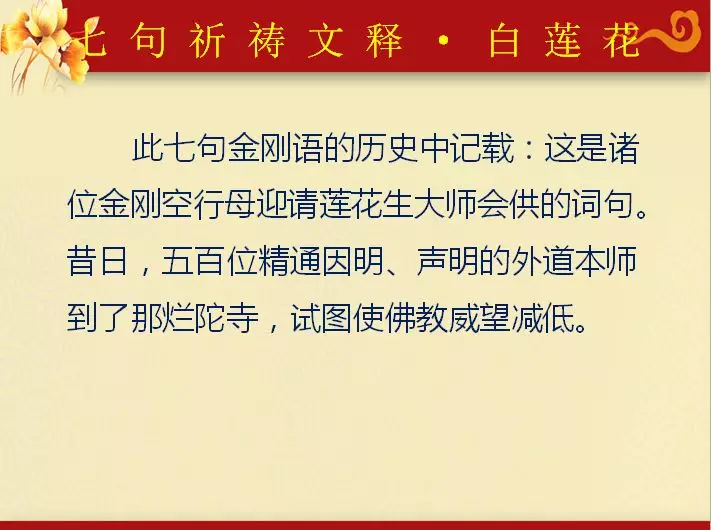 七句祈祷文释·白莲花
此七句金刚语的历史中记载：这是诸
位金刚空行母迎请莲花生大师会供的词句。
昔日，五百位精通因明、声明的外道本师
到了那烂陀寺，试图使佛教威望减低。